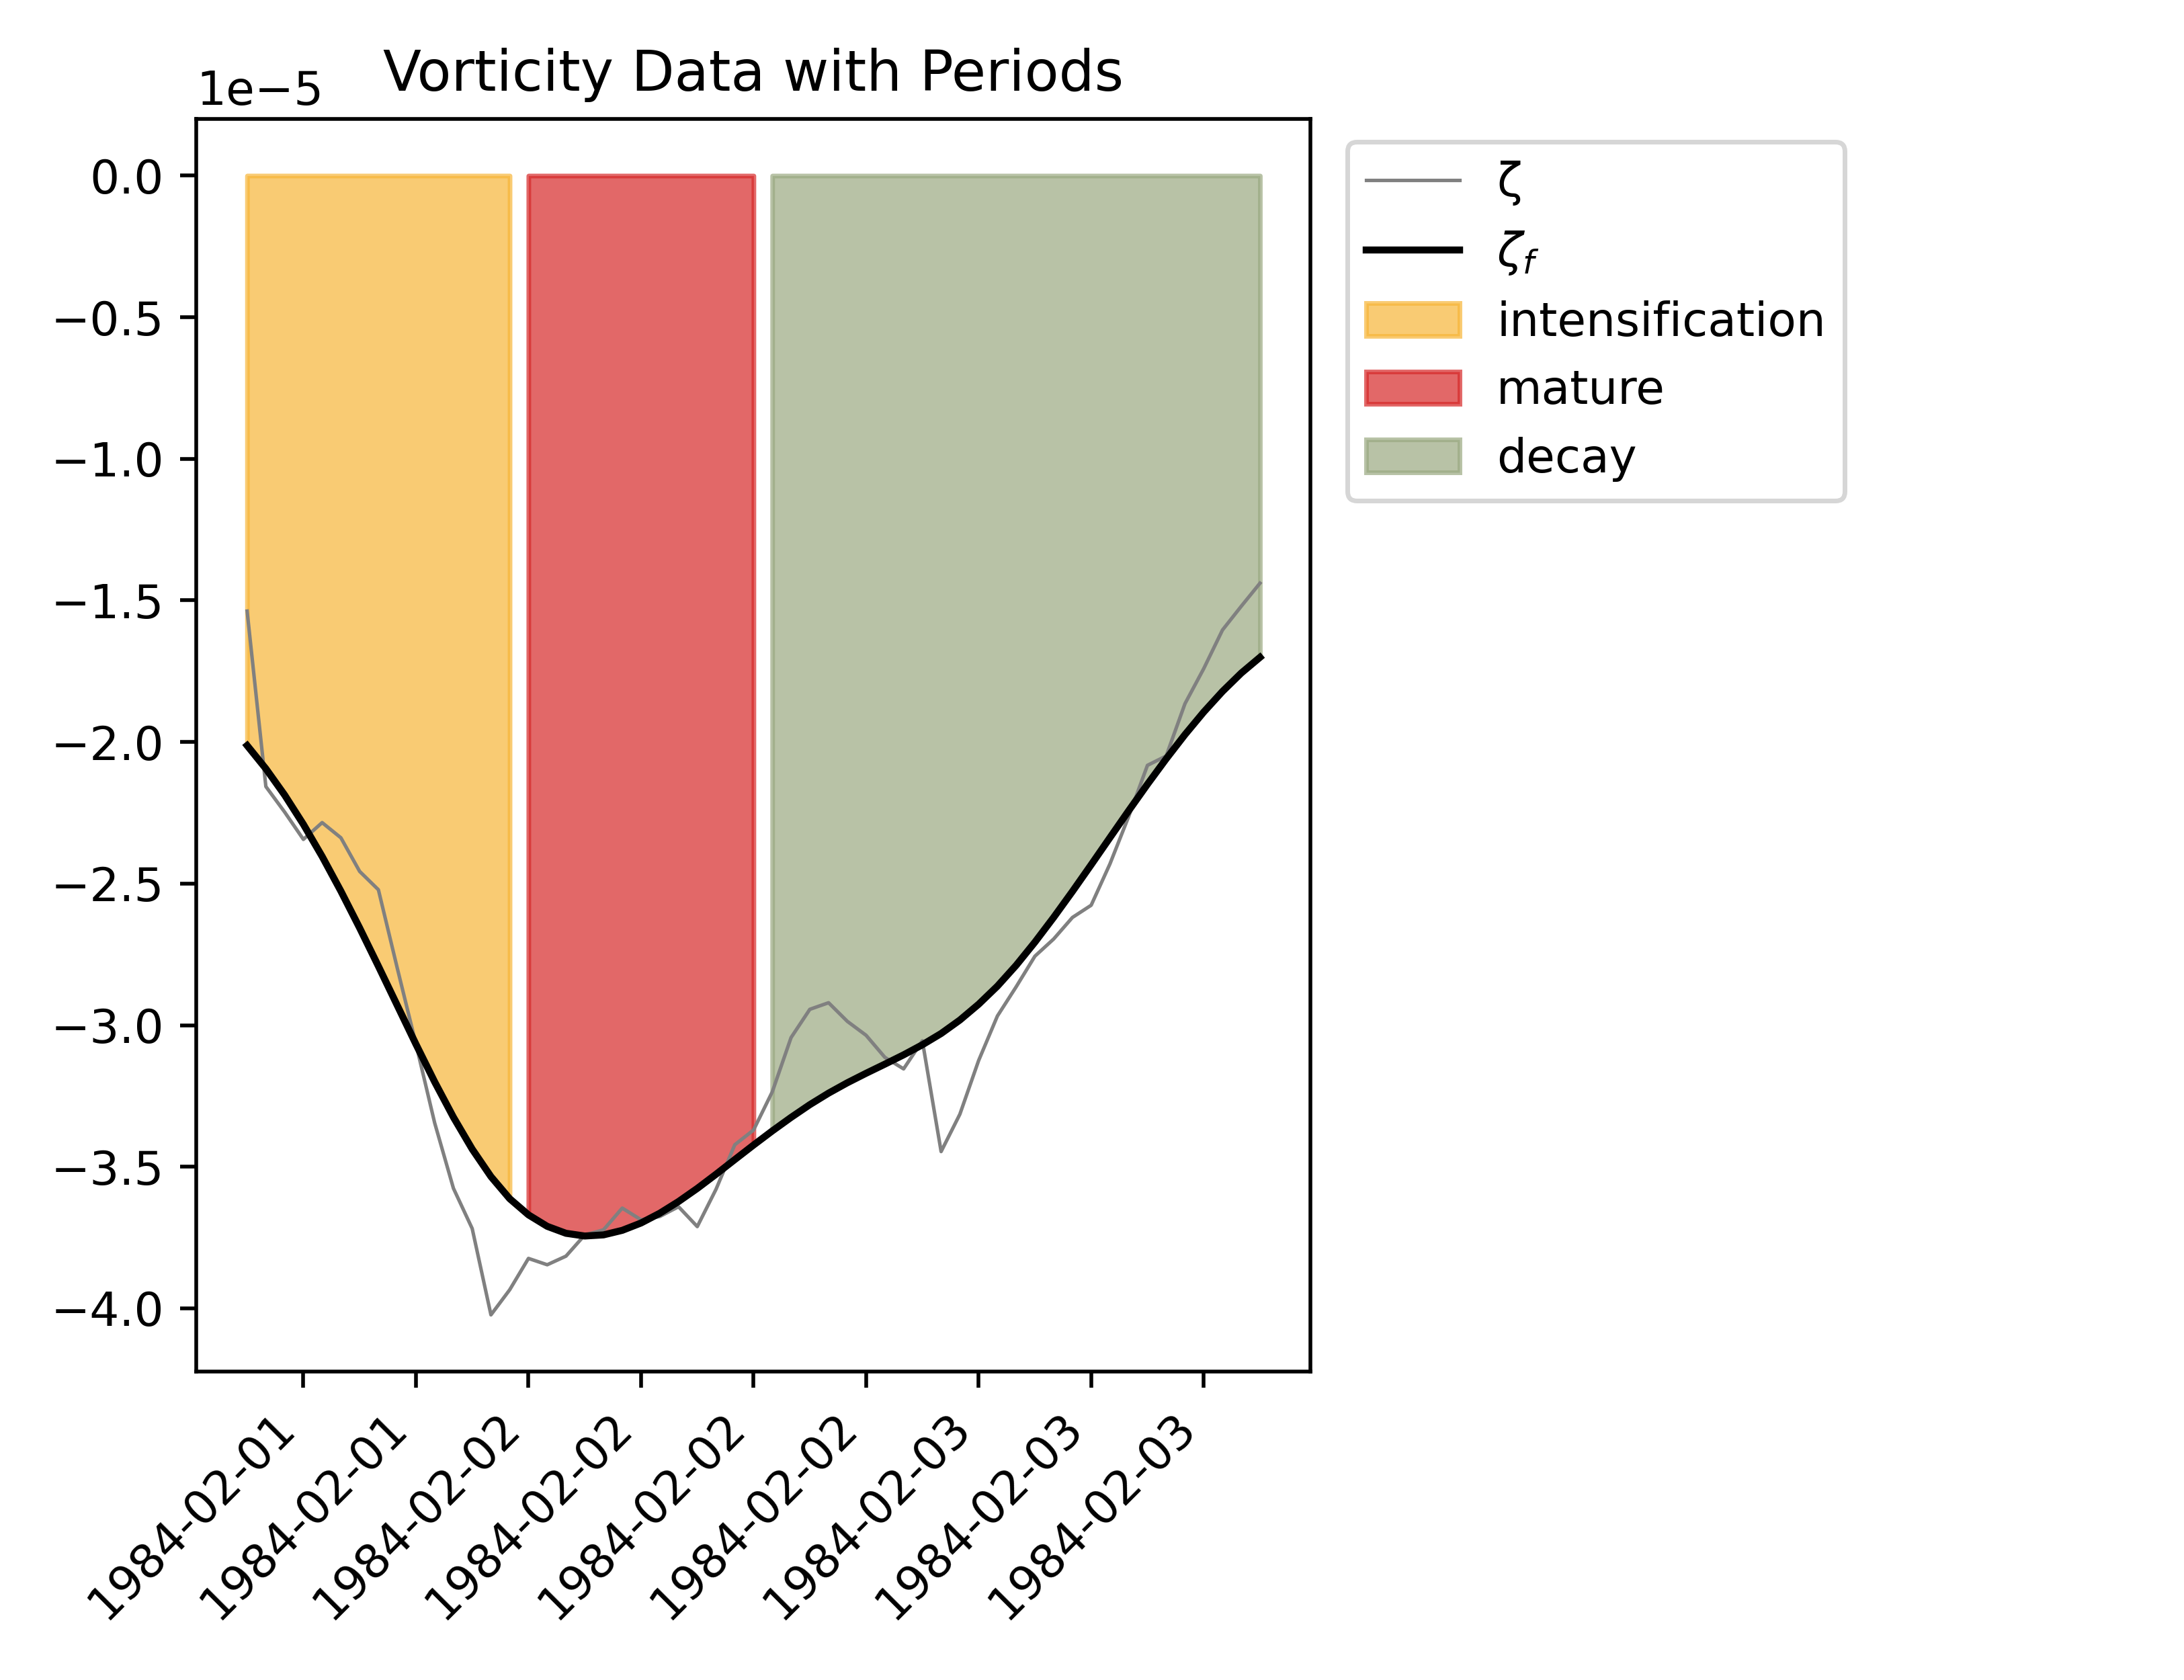 Vorticity Data with Periods
1e−5
0.0
−0.5
−1.0
−1.5
−2.0
−2.5
−3.0
−3.5
−4.0
1984-02-01
1984-02-01
1984-02-02
1984-02-02
1984-02-02
1984-02-02
1984-02-03
1984-02-03
1984-02-03
ζ
ζf
intensification
mature
decay